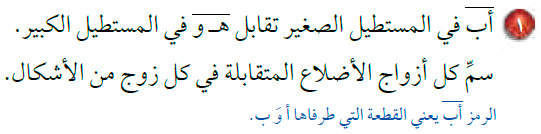 ١ أب في المستطيل الصغير تقابل هـ و في المستطيل الكبير.
سمِّ كل أزواج الأضلاع المتقابلة في كل زوج من الأشكال.
الرمز أب يعني القطعة التي طرفاها أ وَ ب.